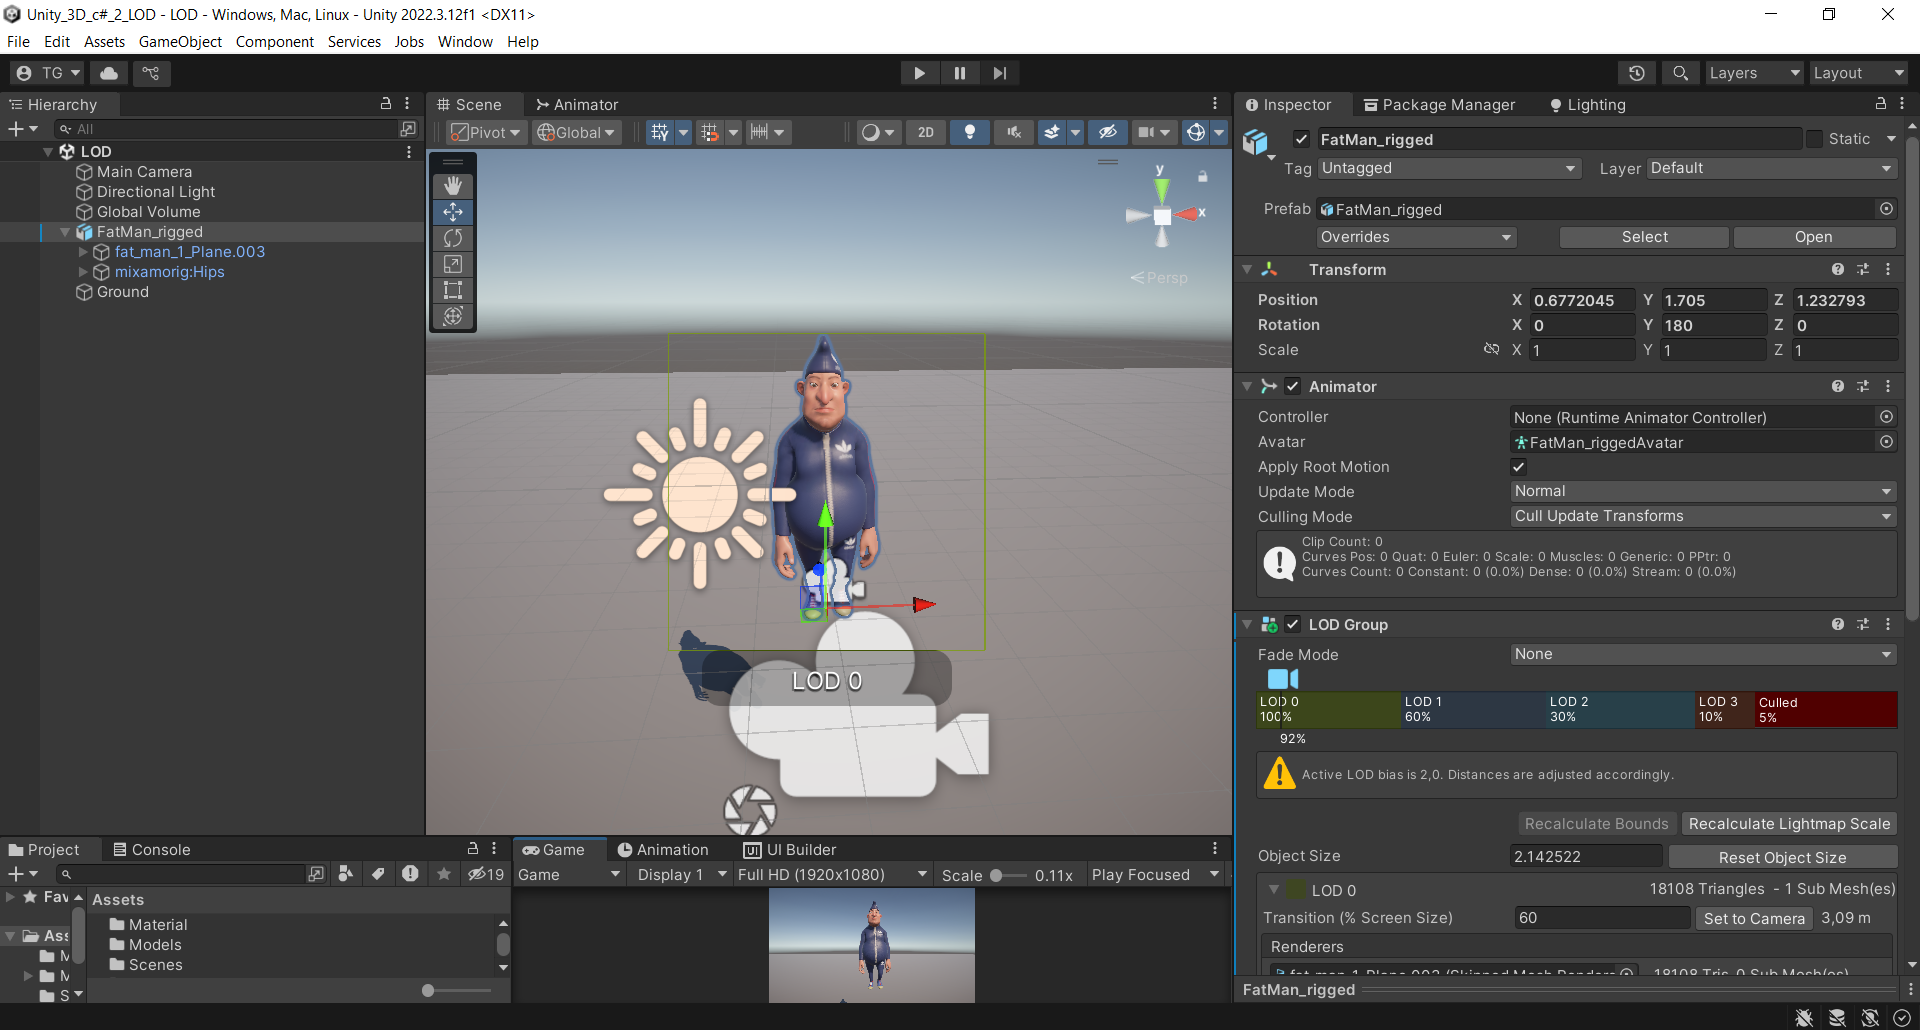 Unity_3D_c#_2_LOD - LOD - Windows, Mac, Linux - Unity 2022.3.12f1 <DX11>
File Edit Assets GameObject Component Services Jobs Window Help
TG Layers Layout
Hierarchy
All
LOD
Main Camera
Directional Light
Global Volume
FatMan_rigged
fat_man_1_Plane.003
mixamorig:Hips
Ground
Scene Animator
Pivot Global 2D
y
x
Persp
LOD 0
Inspector Package Manager Lighting
FatMan_rigged Static
Tag Untagged Layer Default
Prefab FatMan_rigged
Overrides Select Open
Transform
Position X 0.6772045 Y 1.705 Z 1.232793
Rotation X 0 Y 180 Z 0
Scale X 1 Y 1 Z 1
Animator
Controller None (Runtime Animator Controller)
Avatar FatMan_riggedAvatar
Apply Root Motion
Update Mode Normal
Culling Mode Cull Update Transforms
Clip Count: 0
Curves Pos: 0 Quat: 0 Euler: 0 Scale: 0 Muscles: 0 Generic: 0 PPtr: 0
Curves Count: 0 Constant: 0 (0.0%) Dense: 0 (0.0%) Stream: 0 (0.0%)
LOD Group
Fade Mode None
LOD 0 LOD 1 LOD 2 LOD 3 Culled
100% 60% 30% 10% 5%
92%
Active LOD bias is 2,0. Distances are adjusted accordingly.
Recalculate Bounds Recalculate Lightmap Scale
Object Size 2.142522 Reset Object Size
LOD 0 18108 Triangles - 1 Sub Mesh(es)
Transition (% Screen Size) 60 Set to Camera 3,09 m
Renderers
fat_man_1_Plane.003 (Skinned Mesh Rendere 18108 Tris, 0 Sub Mesh(es)
FatMan_rigged
Project Console
19
Fav
Ass
M
M
S
Assets
Material
Models
Scenes
Game Animation UI Builder
Game Display 1 Full HD (1920x1080) Scale 0.11x Play Focused